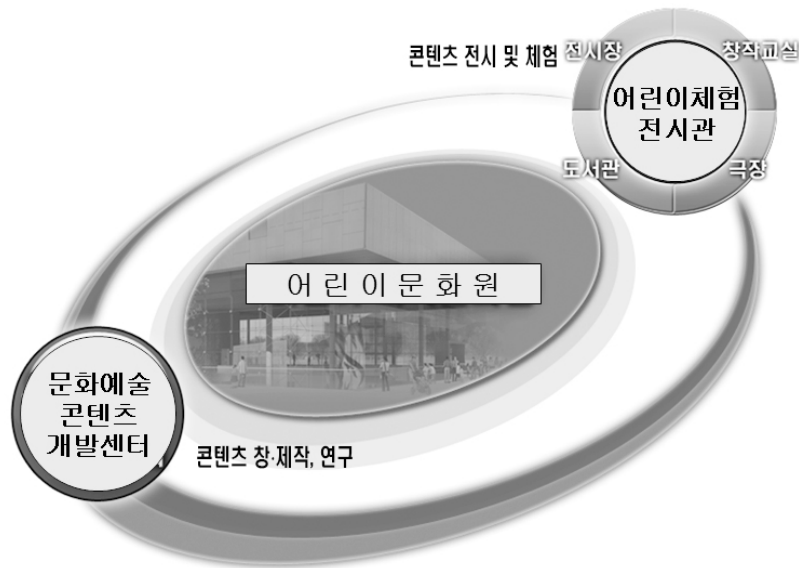 콘텐츠 전시 및 체험
전시장
창작교실
어린이체험
전시관
도서관
극장
어린이문화원
문화예술
콘텐츠
개발센터
콘텐츠 창·제작, 연구